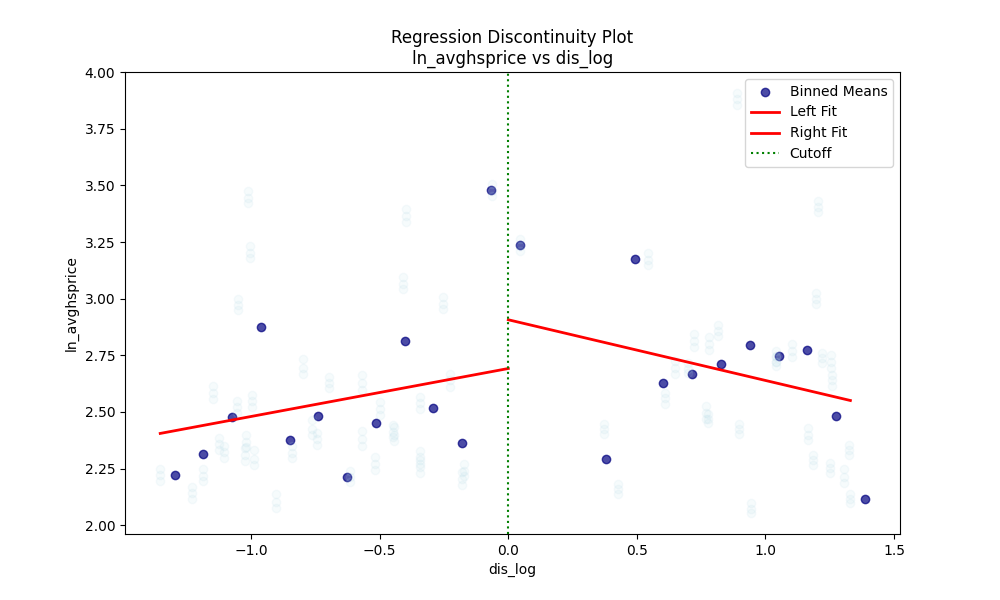 Regression Discontinuity Plot
ln_avghsprice vs dis_log
4.00
3.75
3.50
3.25
3.00
2.75
2.50
2.25
2.00
ln_avghsprice
Binned Means
Left Fit
Right Fit
Cutoff
−1.0 −0.5 0.0 0.5 1.0 1.5
dis_log